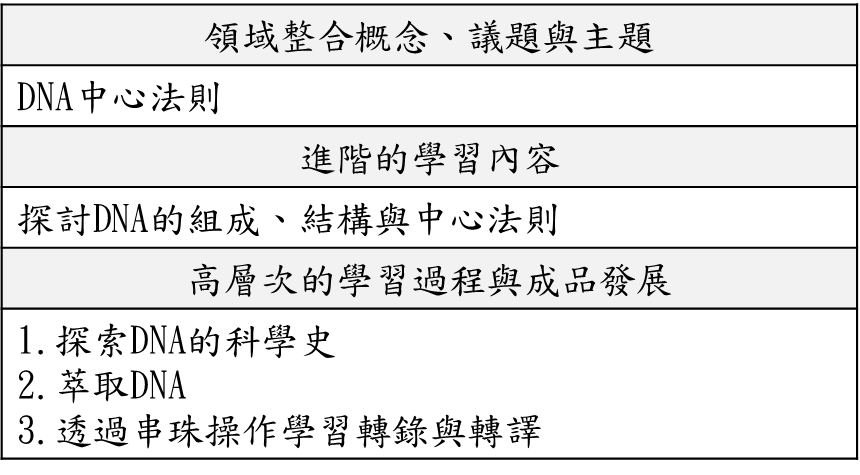 領域整合概念、議題與主題
DNA中心法則
進階的學習內容
探討DNA的組成、結構與中心法則
高層次的學習過程與成品發展
1.探索DNA的科學史
2.萃取DNA
3.透過串珠操作學習轉錄與轉譯